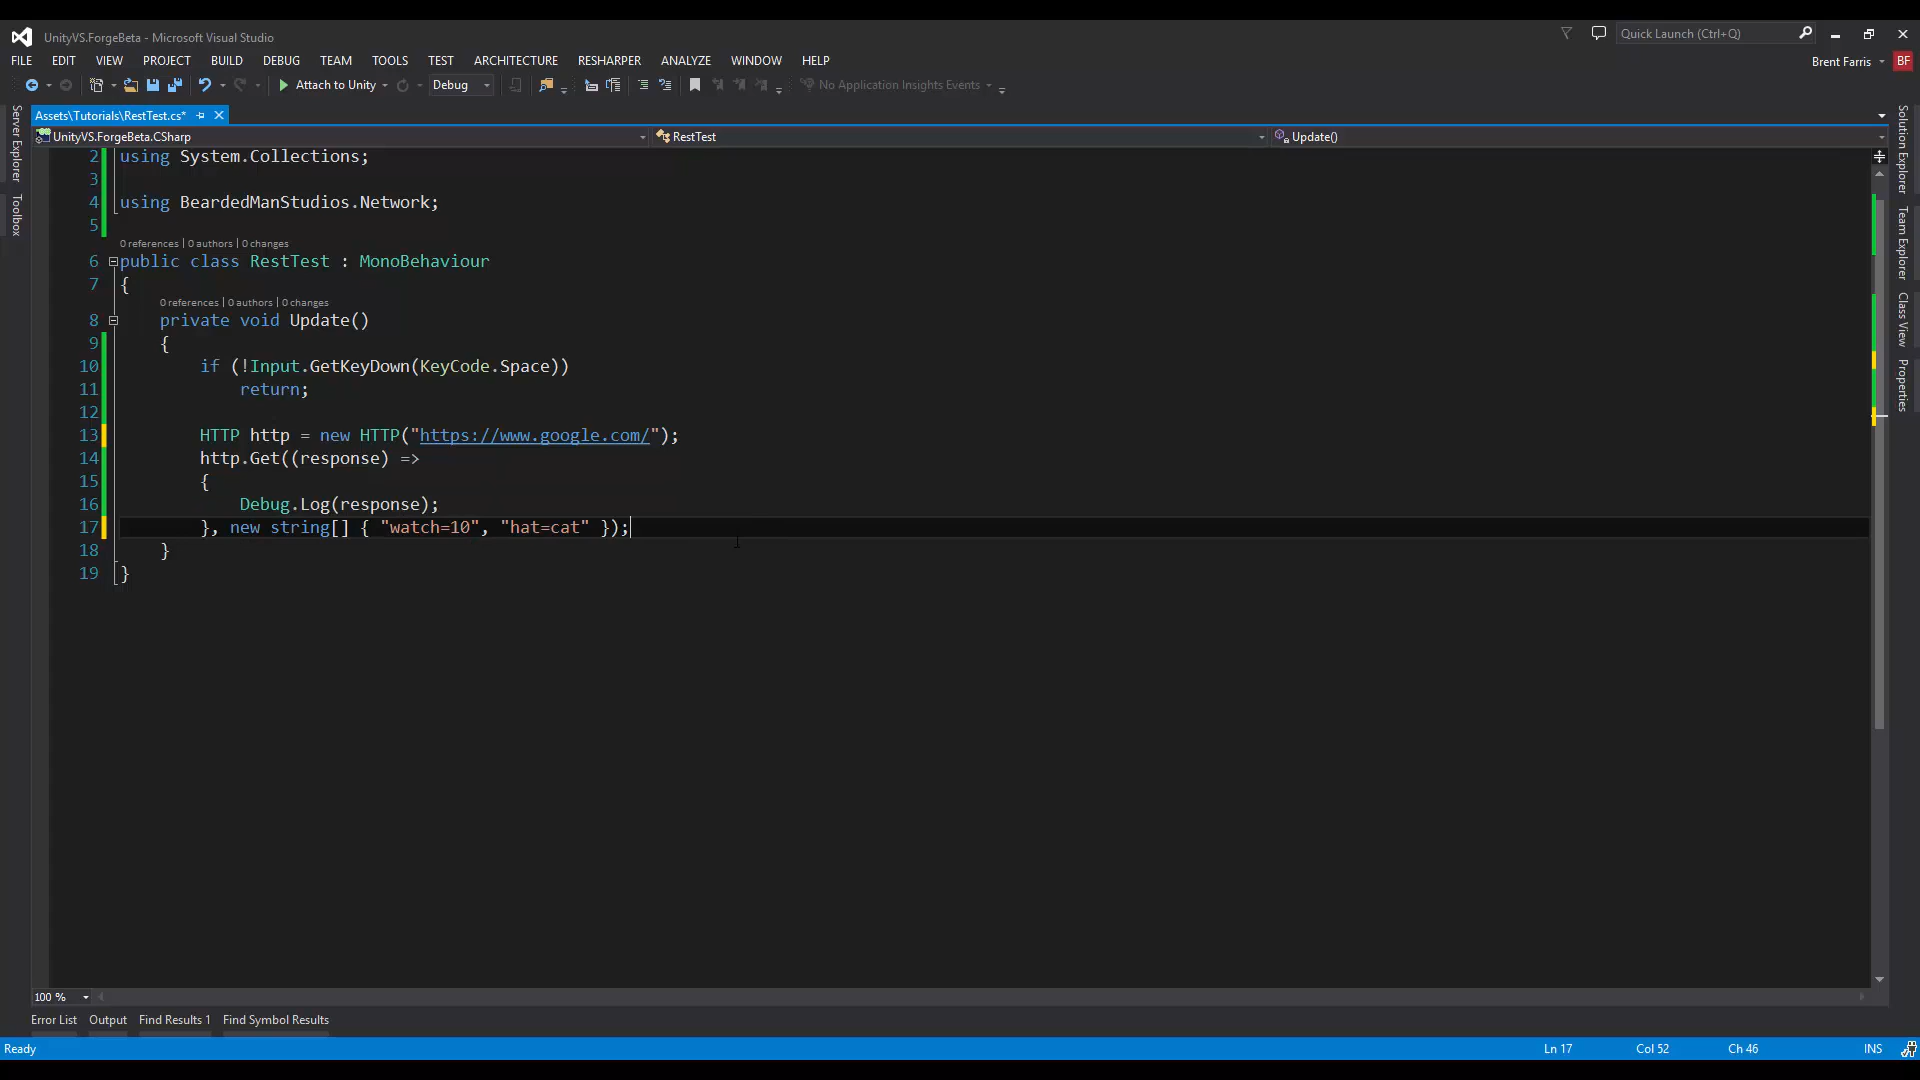 UnityVS.ForgeBeta - Microsoft Visual Studio
Quick Launch (Ctrl+Q)
FILE EDIT VIEW PROJECT BUILD DEBUG TEAM TOOLS TEST ARCHITECTURE RESHARPER ANALYZE WINDOW HELP
Brent Farris BF
Attach to Unity Debug No Application Insights Events
Assets\Tutorials\RestTest.cs*
UnityVS.ForgeBeta.CSharp RestTest Update()
2 using System.Collections;
3
4 using BeardedManStudios.Network;
5
0 references | 0 authors | 0 changes
6 public class RestTest : MonoBehaviour
7 {
0 references | 0 authors | 0 changes
8 private void Update()
9 {
10 if (!Input.GetKeyDown(KeyCode.Space))
11 return;
12
13 HTTP http = new HTTP("https://www.google.com/");
14 http.Get((response) =>
15 {
16 Debug.Log(response);
17 }, new string[] { "watch=10", "hat=cat" });
18 }
19 }
Server Explorer
Toolbox
Solution Explorer
Team Explorer
Class View
Properties
100 %
Error List Output Find Results 1 Find Symbol Results
Ready Ln 17 Col 52 Ch 46 INS